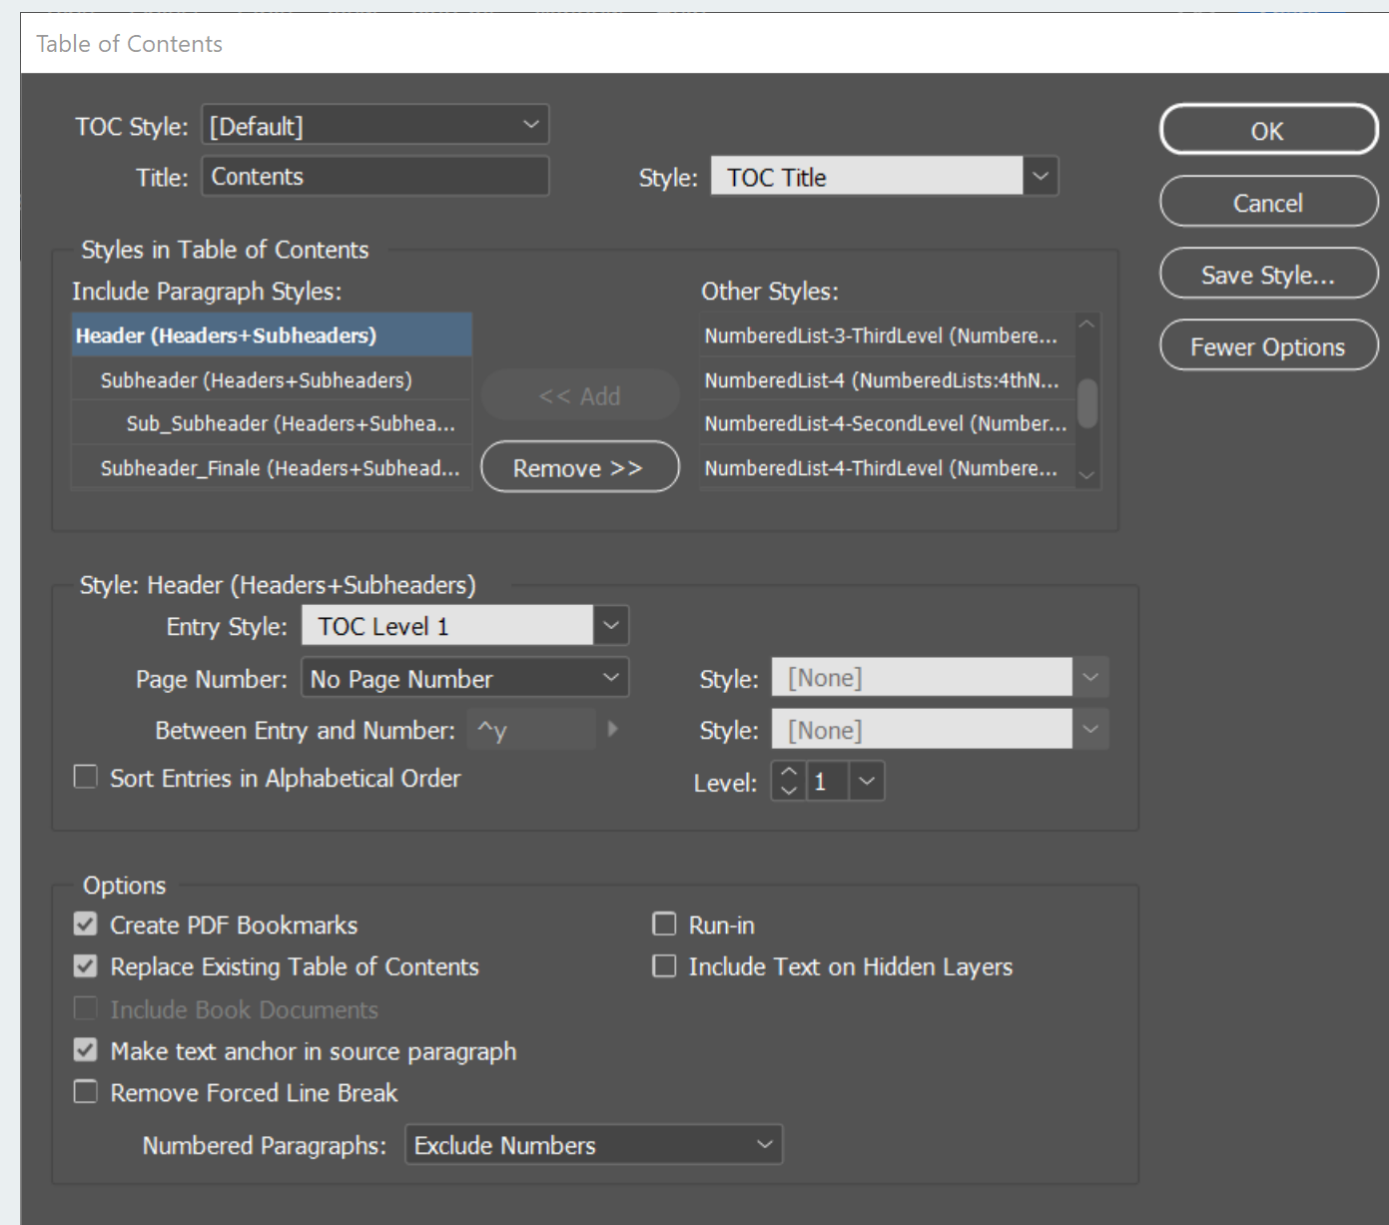 Table of Contents
TOC Style: [Default]
OK
Title: Contents Style: TOC Title
Cancel
Styles in Table of Contents
Save Style...
Include Paragraph Styles: Other Styles:
Header (Headers+Subheaders) NumberedList-3-ThirdLevel (Numbere...
Fewer Options
Subheader (Headers+Subheaders) NumberedList-4 (NumberedLists:4thN...
<< Add
Sub_Subheader (Headers+Subhea... NumberedList-4-SecondLevel (Number...
Subheader_Finale (Headers+Subhead... Remove >> NumberedList-4-ThirdLevel (Numbere...
Style: Header (Headers+Subheaders)
Entry Style: TOC Level 1
Page Number: No Page Number Style: [None]
Between Entry and Number: ^y Style: [None]
Sort Entries in Alphabetical Order Level: 1
Options
Create PDF Bookmarks Run-in
Replace Existing Table of Contents Include Text on Hidden Layers
Include Book Documents
Make text anchor in source paragraph
Remove Forced Line Break
Numbered Paragraphs: Exclude Numbers